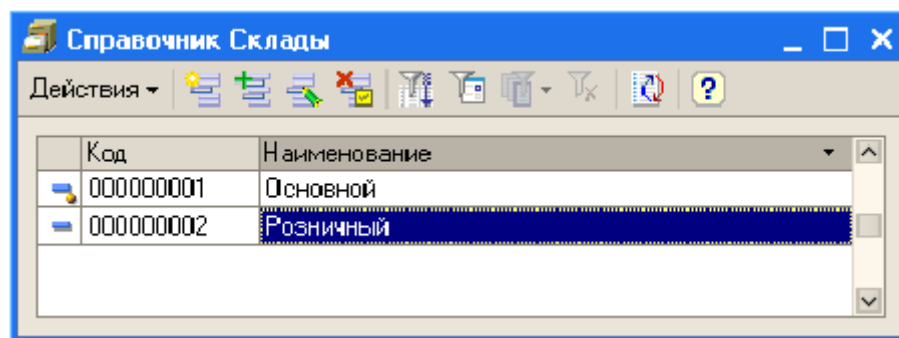 Справочник Склады
Действия
Код Наименование
000000001 Основной
000000002 Розничный